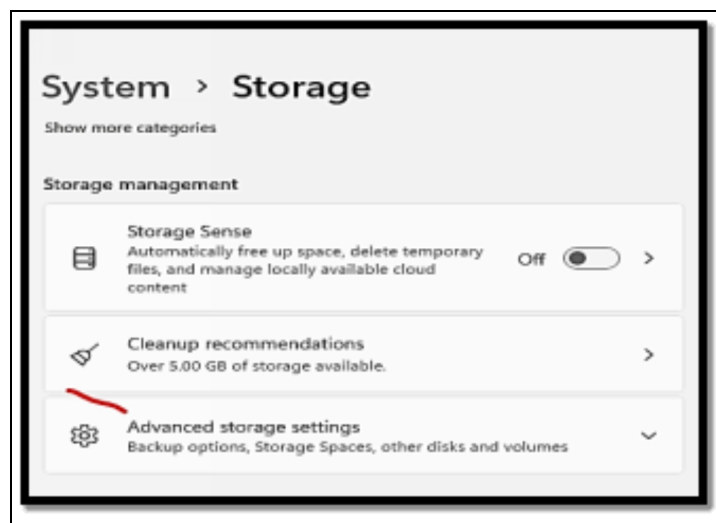 System > Storage
Show more categories
Storage management
Storage Sense
Automatically free up space, delete temporary
files, and manage locally available cloud
content
Off
Cleanup recommendations
Over 5.00 GB of storage available.
Advanced storage settings
Backup options, Storage Spaces, other disks and volumes